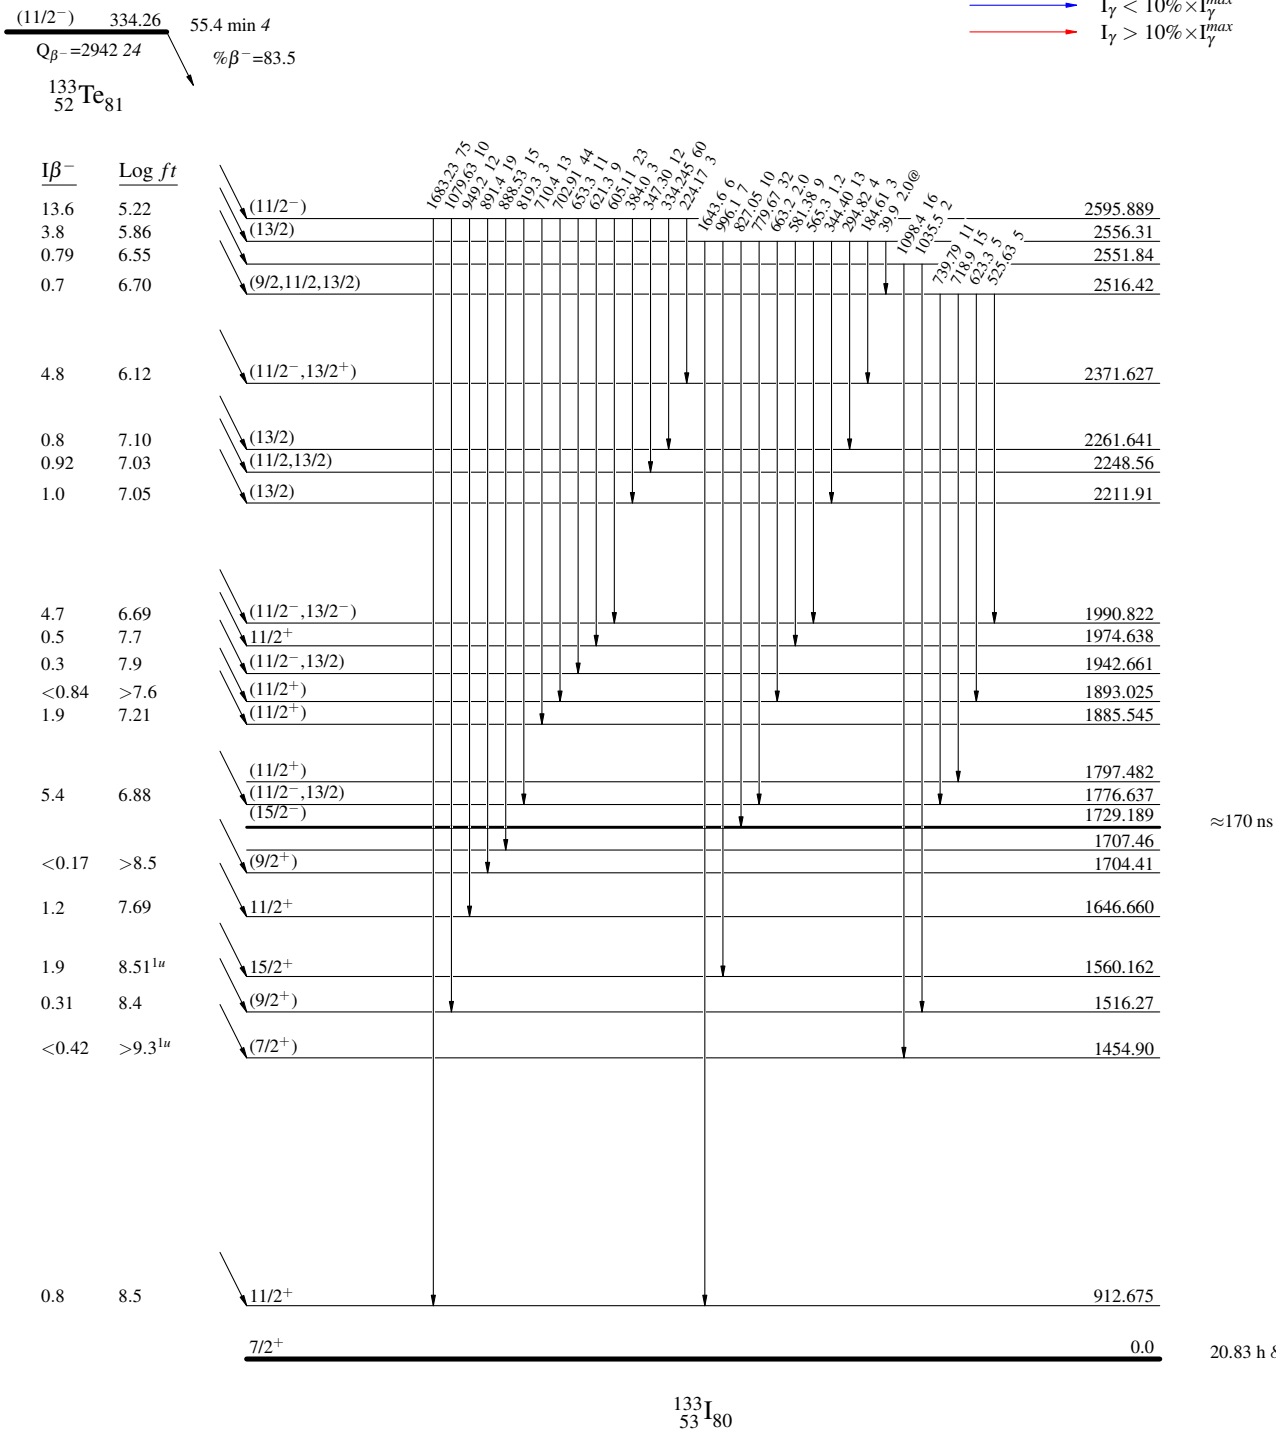 (11/2⁻) 334.26 55.4 min 4
I_γ < 10%×I_γ^max
I_γ > 10%×I_γ^max
Q_β⁻=2942 24 %β⁻=83.5
¹³³₅₂Te₈₁
Iβ⁻ Log ft
1683.23 75
1079.63 10
949.2 12
891.4 19
888.53 15
819.3 3
710.4 13
702.91 44
653.3 11
621.3 9
605.11 23
384.0 3
347.30 12
334.245 60
224.17 3
1643.6 6
996.1 7
827.05 10
779.67 32
663.2 2.0
581.38 9
565.3 1.2
344.40 13
294.82 4
184.61 3
39.9 2.0@
1098.4 16
1035.5 2
739.79 11
718.9 15
623.3 5
525.63 5
13.6 5.22 (11/2⁻) 2595.889
3.8 5.86 (13/2) 2556.31
0.79 6.55 2551.84
0.7 6.70 (9/2,11/2,13/2) 2516.42
4.8 6.12 (11/2⁻,13/2⁺) 2371.627
0.8 7.10 (13/2) 2261.641
0.92 7.03 (11/2,13/2) 2248.56
1.0 7.05 (13/2) 2211.91
4.7 6.69 (11/2⁻,13/2⁻) 1990.822
0.5 7.7 11/2⁺ 1974.638
0.3 7.9 (11/2⁻,13/2) 1942.661
<0.84 >7.6 (11/2⁺) 1893.025
1.9 7.21 (11/2⁺) 1885.545
(11/2⁺) 1797.482
5.4 6.88 (11/2⁻,13/2) 1776.637
(15/2⁻) 1729.189 ≈170 ns
1707.46
<0.17 >8.5 (9/2⁺) 1704.41
1.2 7.69 11/2⁺ 1646.660
1.9 8.51¹ᵘ 15/2⁺ 1560.162
0.31 8.4 (9/2⁺) 1516.27
<0.42 >9.3¹ᵘ (7/2⁺) 1454.90
0.8 8.5 11/2⁺ 912.675
7/2⁺ 0.0 20.83 h
¹³³₅₃I₈₀